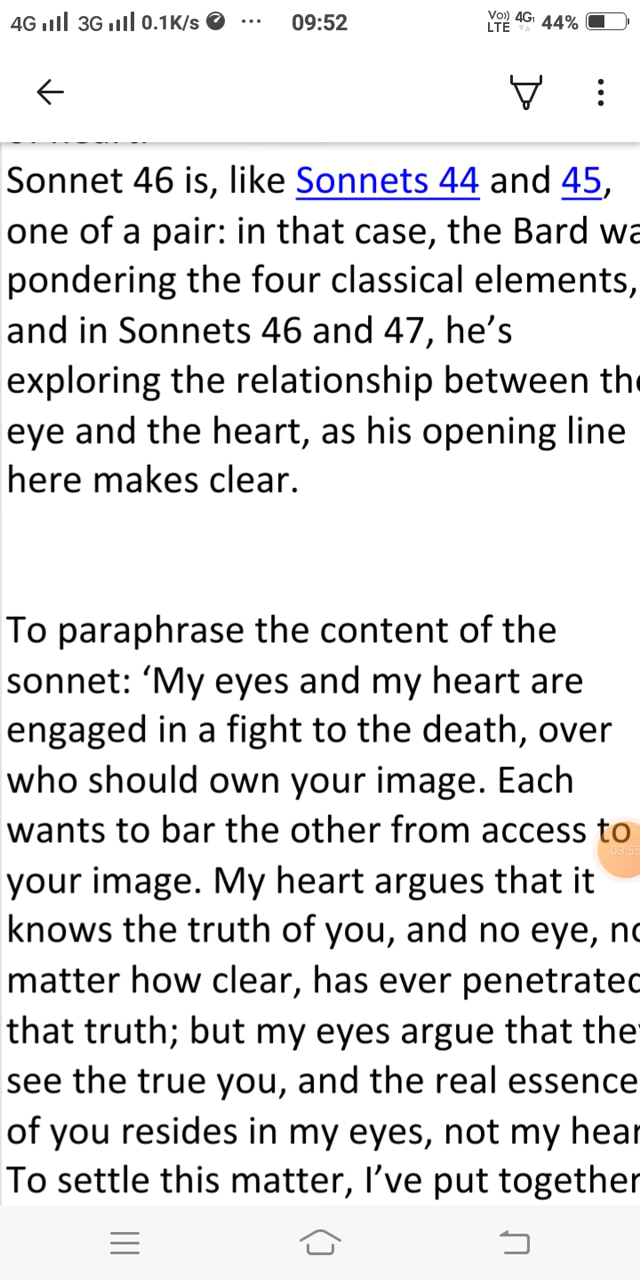 4G 3G 0.1K/s ... 09:52 Vo)) LTE 4G 44%
Sonnet 46 is, like Sonnets 44 and 45,
one of a pair: in that case, the Bard wa
pondering the four classical elements,
and in Sonnets 46 and 47, he’s
exploring the relationship between the
eye and the heart, as his opening line
here makes clear.
To paraphrase the content of the
sonnet: ‘My eyes and my heart are
engaged in a fight to the death, over
who should own your image. Each
wants to bar the other from access to
your image. My heart argues that it
knows the truth of you, and no eye, no
matter how clear, has ever penetrated
that truth; but my eyes argue that they
see the true you, and the real essence
of you resides in my eyes, not my hear
To settle this matter, I’ve put together